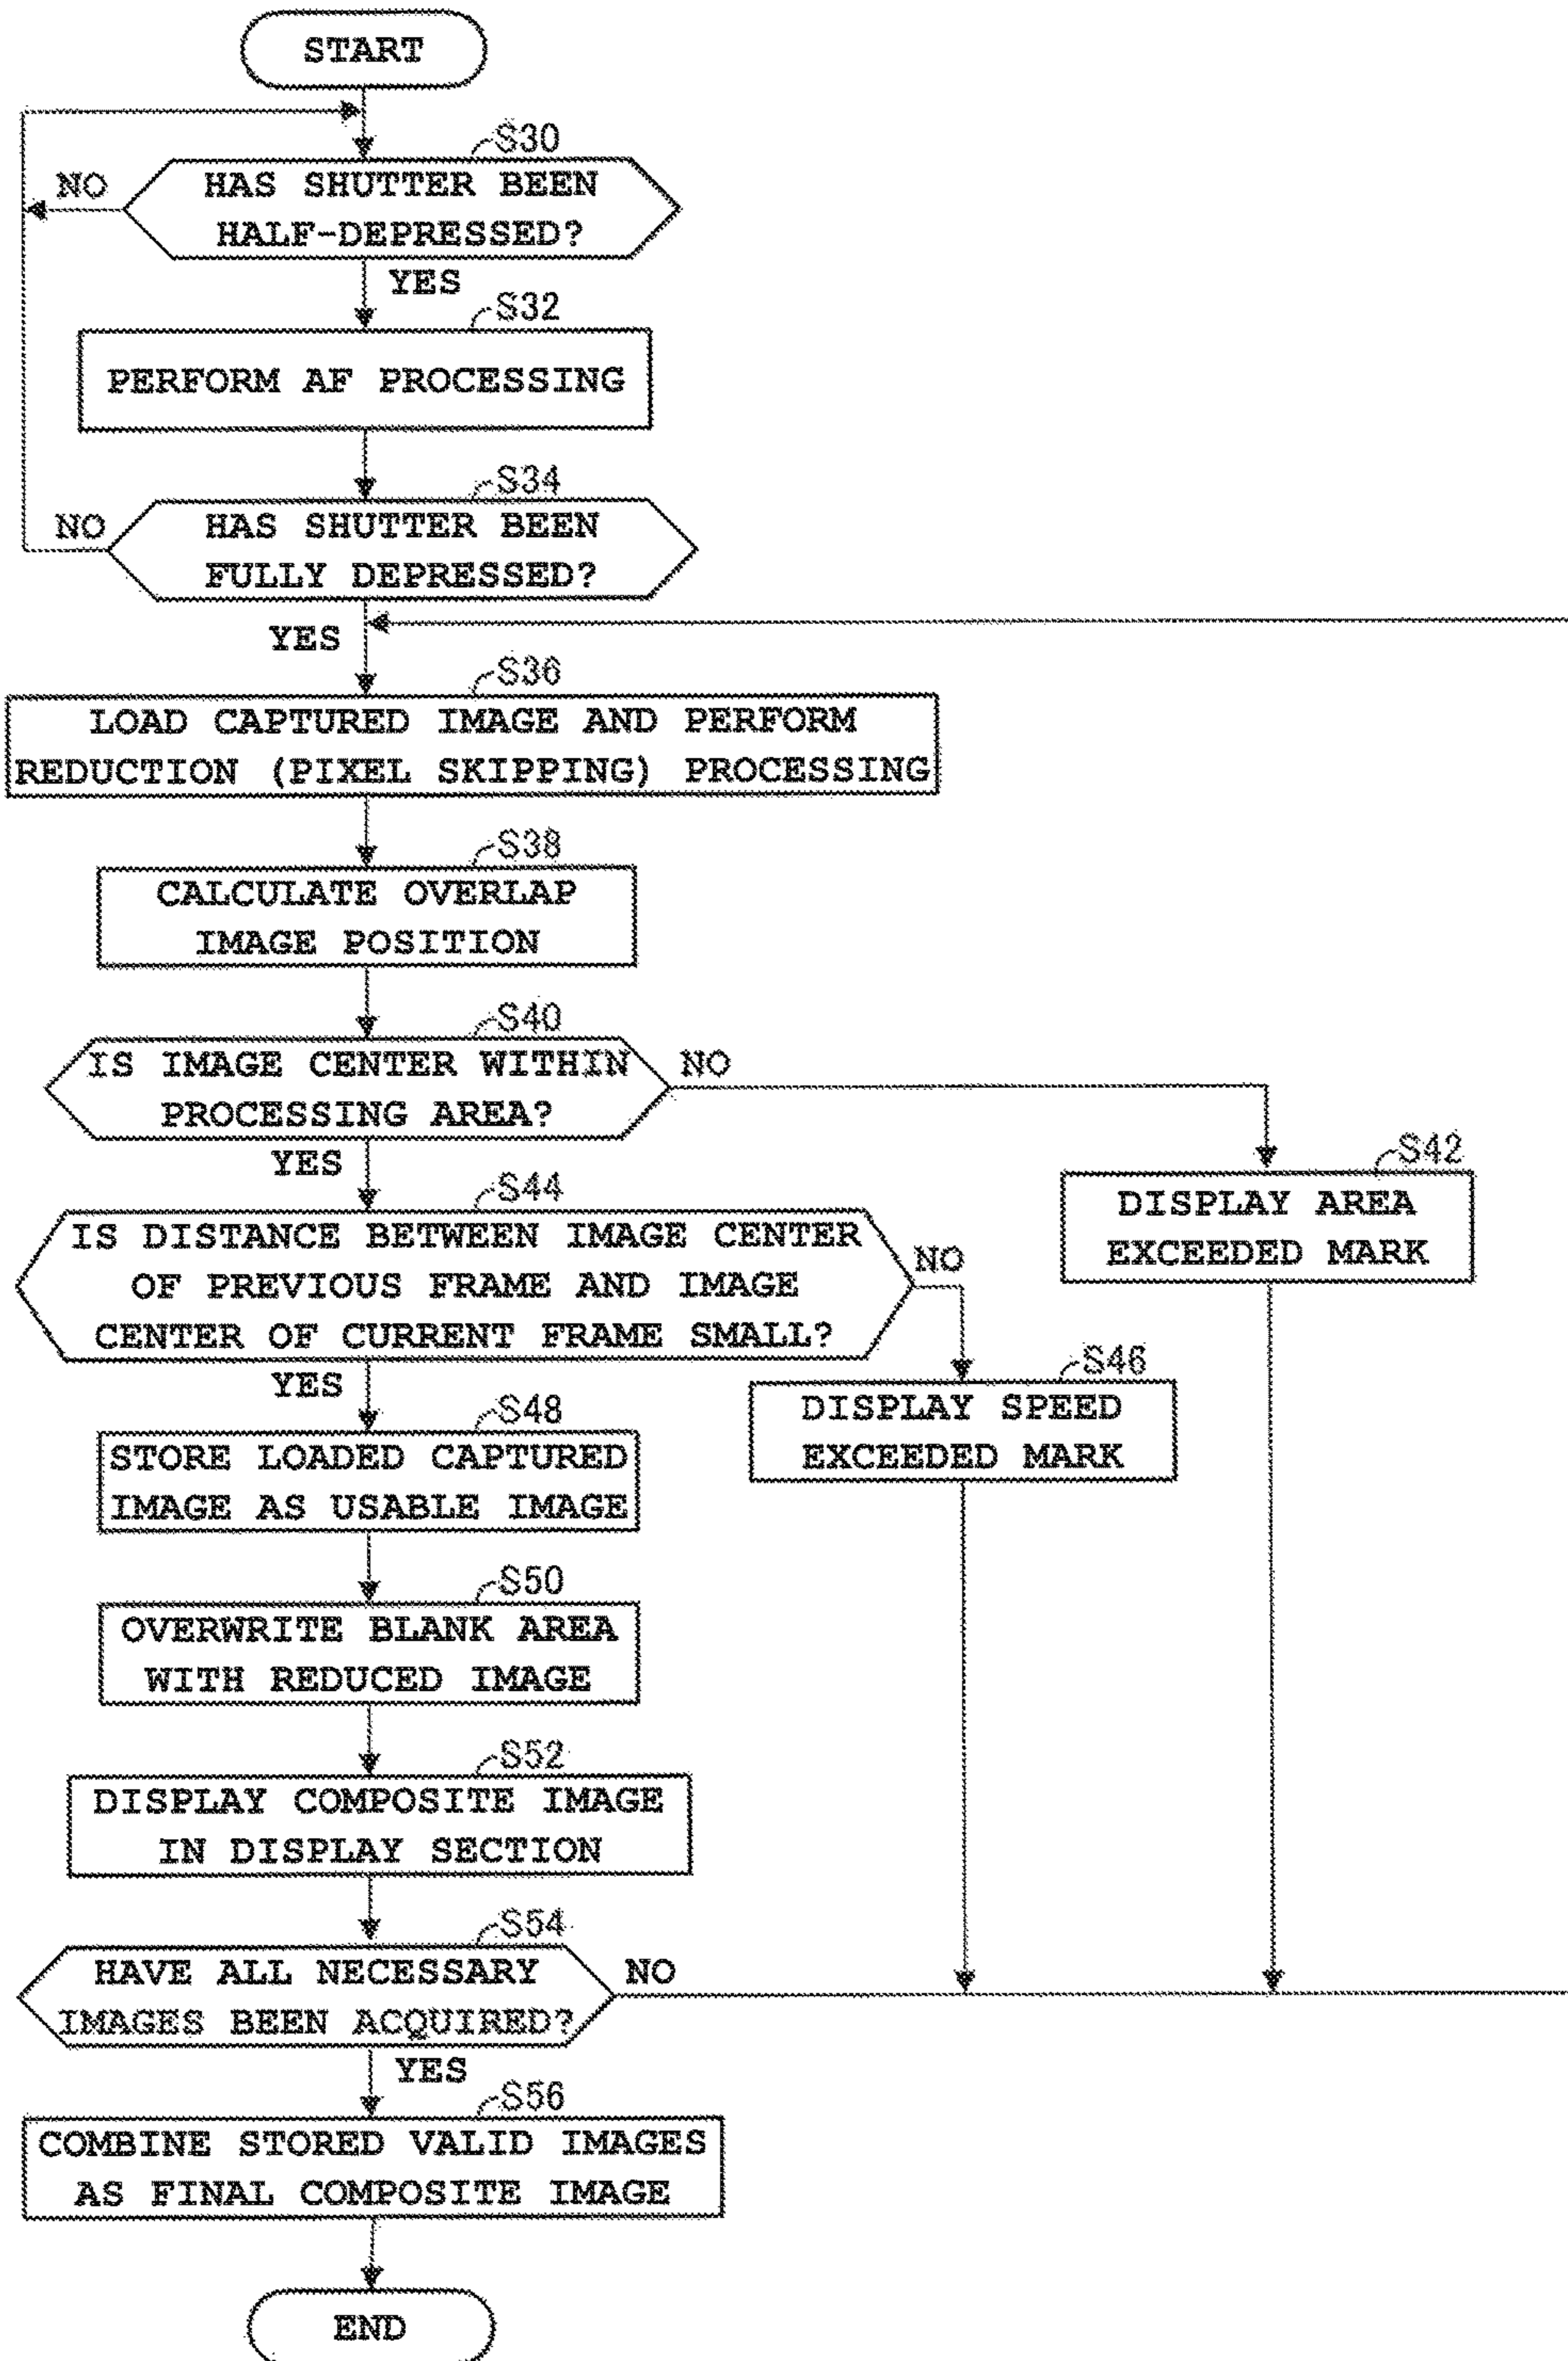 START
S30
NO
HAS SHUTTER BEEN
HALF-DEPRESSED?
YES
S32
PERFORM AF PROCESSING
S34
NO
HAS SHUTTER BEEN
FULLY DEPRESSED?
YES
S36
LOAD CAPTURED IMAGE AND PERFORM
REDUCTION (PIXEL SKIPPING) PROCESSING
S38
CALCULATE OVERLAP
IMAGE POSITION
S40
IS IMAGE CENTER WITHIN
PROCESSING AREA?
NO
YES
S42
DISPLAY AREA
EXCEEDED MARK
S44
IS DISTANCE BETWEEN IMAGE CENTER
OF PREVIOUS FRAME AND IMAGE
CENTER OF CURRENT FRAME SMALL?
NO
YES
S46
DISPLAY SPEED
EXCEEDED MARK
S48
STORE LOADED CAPTURED
IMAGE AS USABLE IMAGE
S50
OVERWRITE BLANK AREA
WITH REDUCED IMAGE
S52
DISPLAY COMPOSITE IMAGE
IN DISPLAY SECTION
S54
HAVE ALL NECESSARY
IMAGES BEEN ACQUIRED?
NO
YES
S56
COMBINE STORED VALID IMAGES
AS FINAL COMPOSITE IMAGE
END